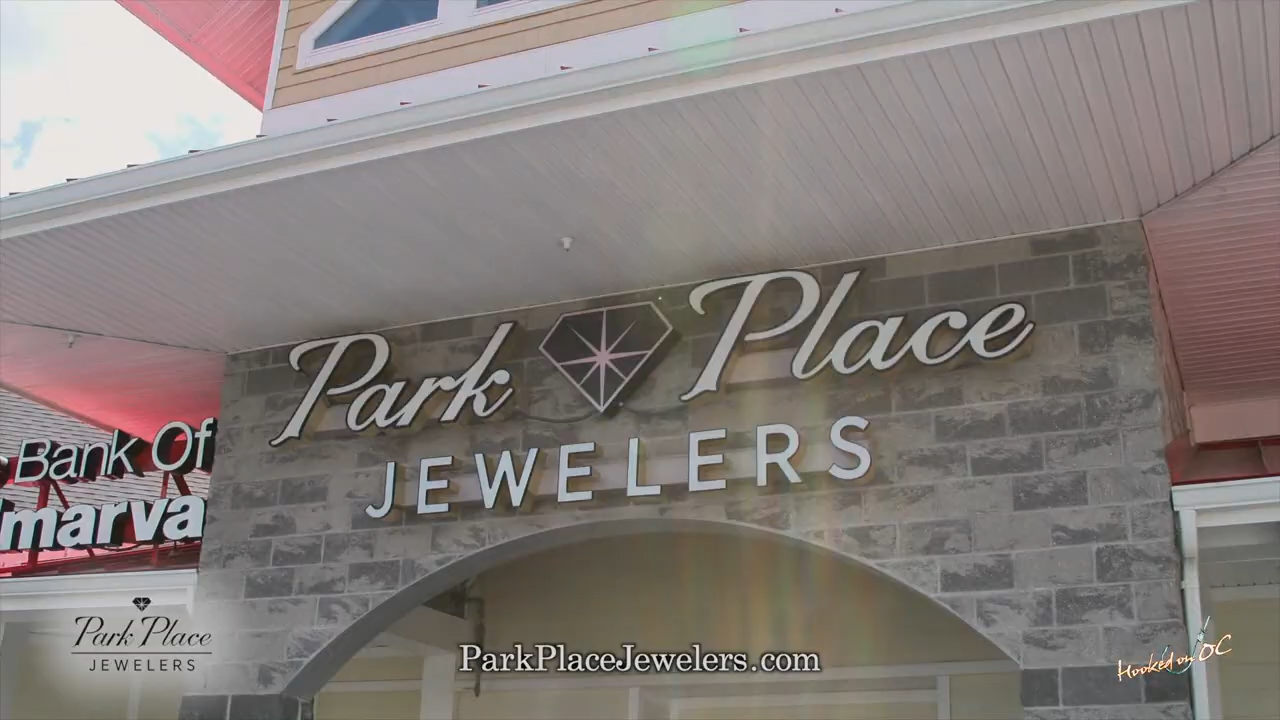 Park Place
JEWELERS
Bank Of
marva
Park Place
JEWELERS
ParkPlaceJewelers.com
Hooked on OC